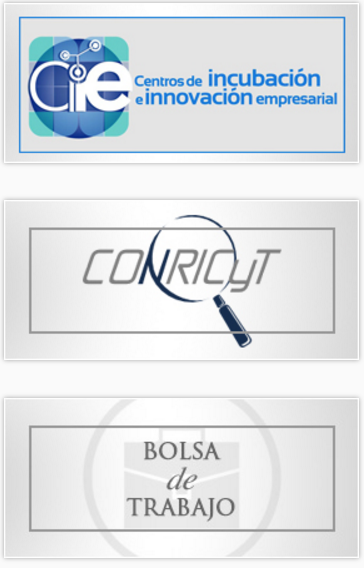 CIE
Centros de incubación
e innovación empresarial
CONRICyT
BOLSA
de
TRABAJO